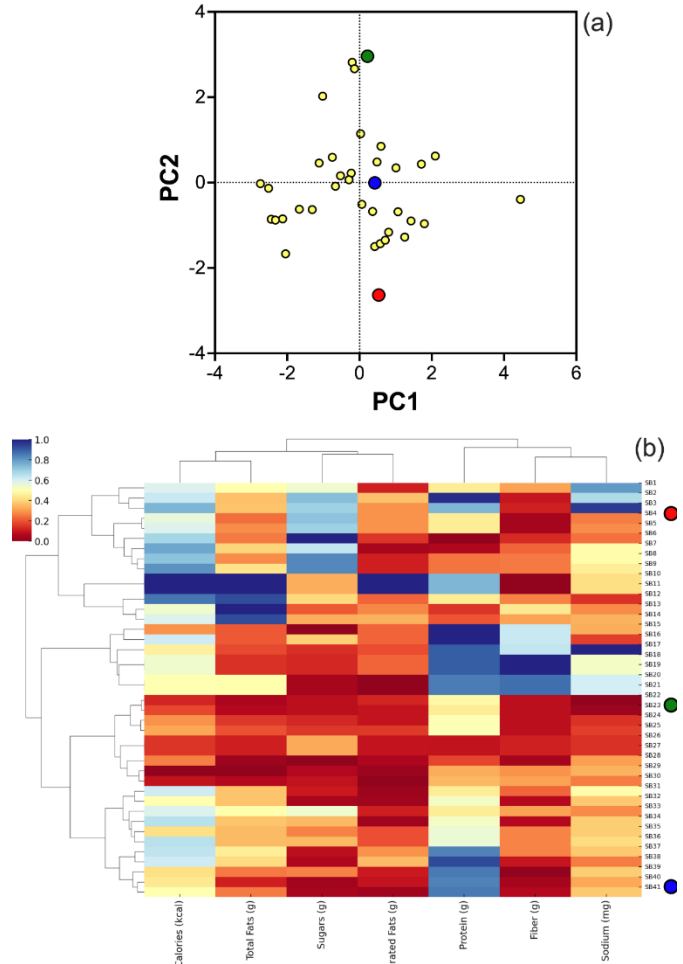 (a)
4
2
0
-2
-4
PC2
-4
-2
0
2
4
6
PC1
(b)
1.0
0.8
0.6
0.4
0.2
0.0
SB1
SB2
SB3
SB4
SB5
SB6
SB7
SB8
SB9
SB10
SB11
SB12
SB13
SB14
SB15
SB16
SB17
SB18
SB19
SB20
SB21
SB22
SB23
SB24
SB25
SB26
SB27
SB28
SB29
SB30
SB31
SB32
SB33
SB34
SB35
SB36
SB37
SB38
SB39
SB40
SB41
Calories (kcal)
Total Fats (g)
Sugars (g)
rated Fats (g)
Protein (g)
Fiber (g)
Sodium (mg)